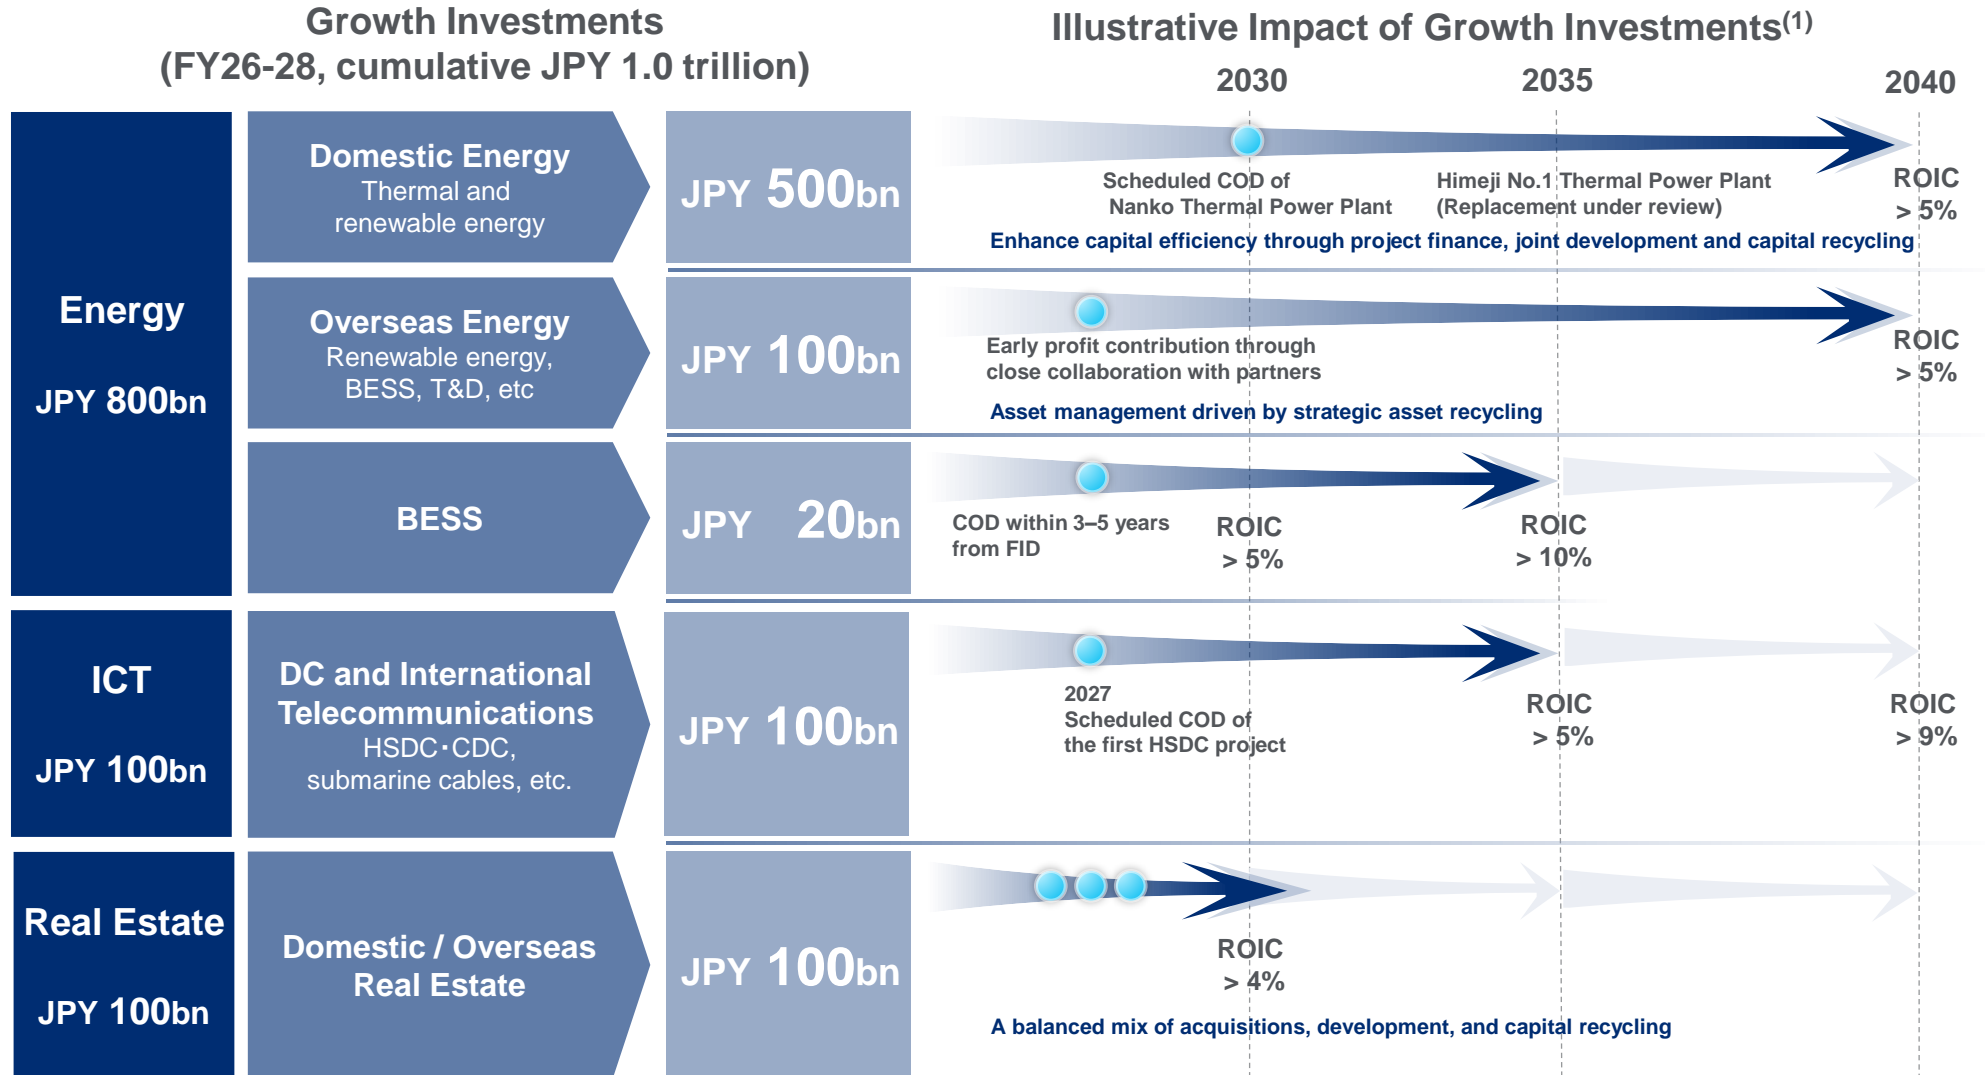 Growth Investments
(FY26-28, cumulative JPY 1.0 trillion)
Illustrative Impact of Growth Investments(1)
2030
2035
2040
Energy
JPY 800bn
Domestic Energy
Thermal and
renewable energy
JPY 500bn
Scheduled COD of
Nanko Thermal Power Plant
Himeji No.1 Thermal Power Plant
(Replacement under review)
ROIC
> 5%
Enhance capital efficiency through project finance, joint development and capital recycling
Overseas Energy
Renewable energy,
BESS, T&D, etc
JPY 100bn
Early profit contribution through
close collaboration with partners
ROIC
> 5%
Asset management driven by strategic asset recycling
BESS
JPY 20bn
COD within 3–5 years
from FID
ROIC
> 5%
ROIC
> 10%
ICT
JPY 100bn
DC and International
Telecommunications
HSDC･CDC,
submarine cables, etc.
JPY 100bn
2027
Scheduled COD of
the first HSDC project
ROIC
> 5%
ROIC
> 9%
Real Estate
JPY 100bn
Domestic / Overseas
Real Estate
JPY 100bn
ROIC
> 4%
A balanced mix of acquisitions, development, and capital recycling